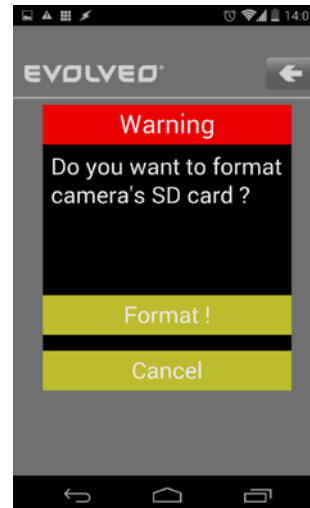 14:0
EVOLVEO
Warning
Do you want to format
camera's SD card ?
Format !
Cancel